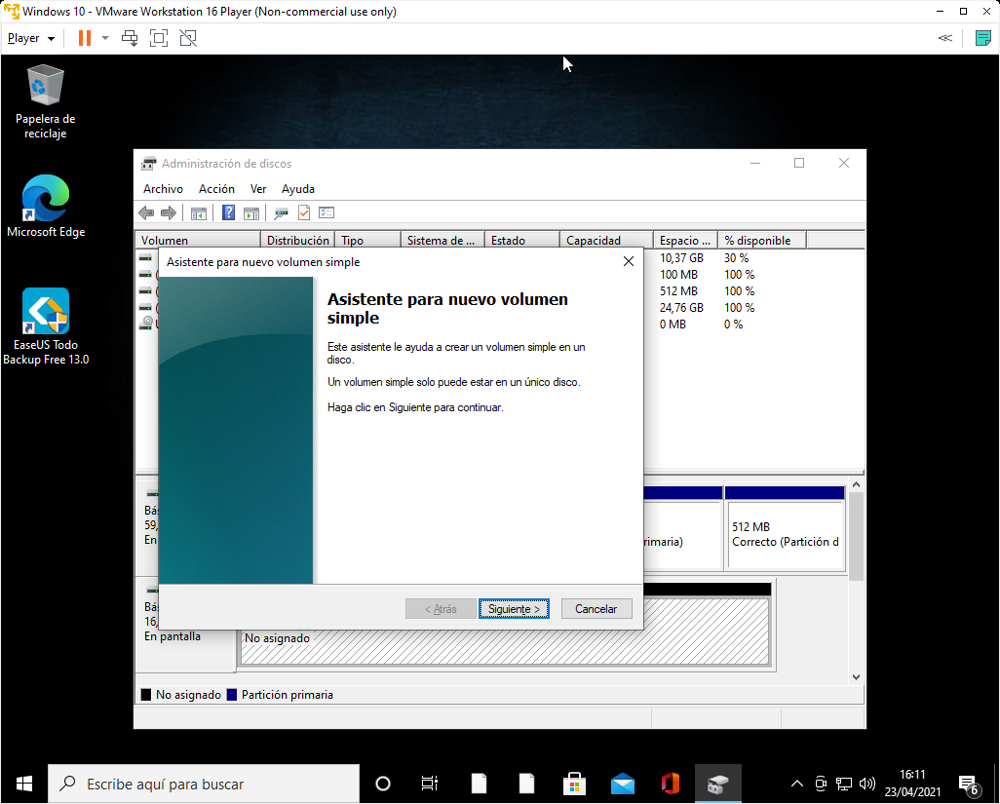 Windows 10 - VMware Workstation 16 Player (Non-commercial use only)
Player
Papelera de
reciclaje
Microsoft Edge
EaseUS Todo
Backup Free 13.0
Administración de discos
Archivo Acción Ver Ayuda
Volumen Distribución Tipo Sistema de ... Estado Capacidad Espacio ... % disponible
10,37 GB 30 %
100 MB 100 %
512 MB 100 %
24,76 GB 100 %
0 MB 0 %
Asistente para nuevo volumen simple
Asistente para nuevo volumen
simple
Este asistente le ayuda a crear un volumen simple en un
disco.
Un volumen simple solo puede estar en un único disco.
Haga clic en Siguiente para continuar.
< Atrás Siguiente > Cancelar
512 MB
Correcto (Partición d
En pantalla
No asignado
No asignado Partición primaria
Escribe aquí para buscar
16:11
23/04/2021
6